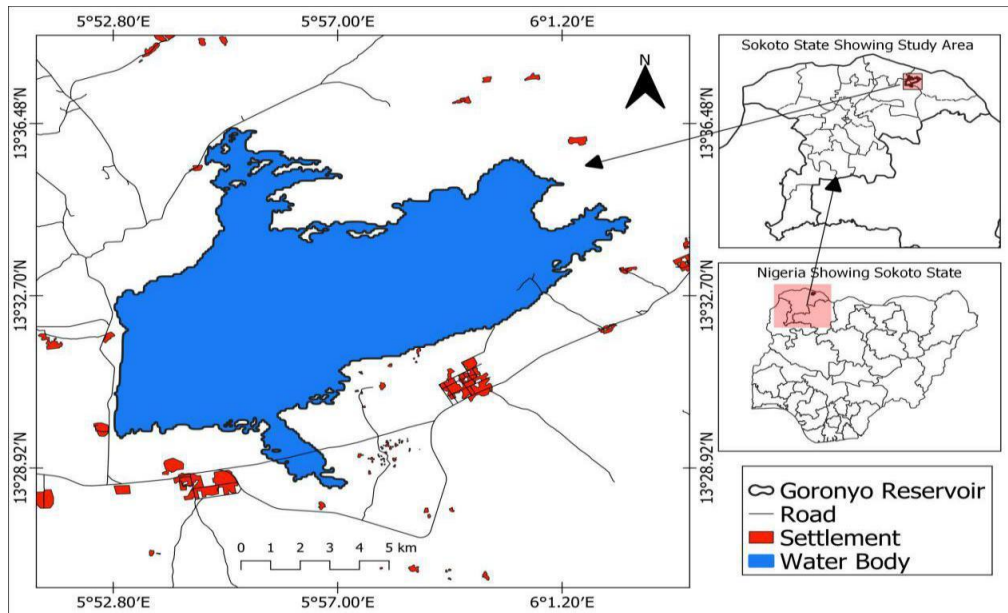 5°52.80′E 5°57.00′E 6°1.20′E
13°36.48′N 13°36.48′N
13°32.70′N 13°32.70′N
13°28.92′N 13°28.92′N
N
0 1 2 3 4 5 km
5°52.80′E 5°57.00′E 6°1.20′E
Sokoto State Showing Study Area
Nigeria Showing Sokoto State
Goronyo Reservoir
Road
Settlement
Water Body